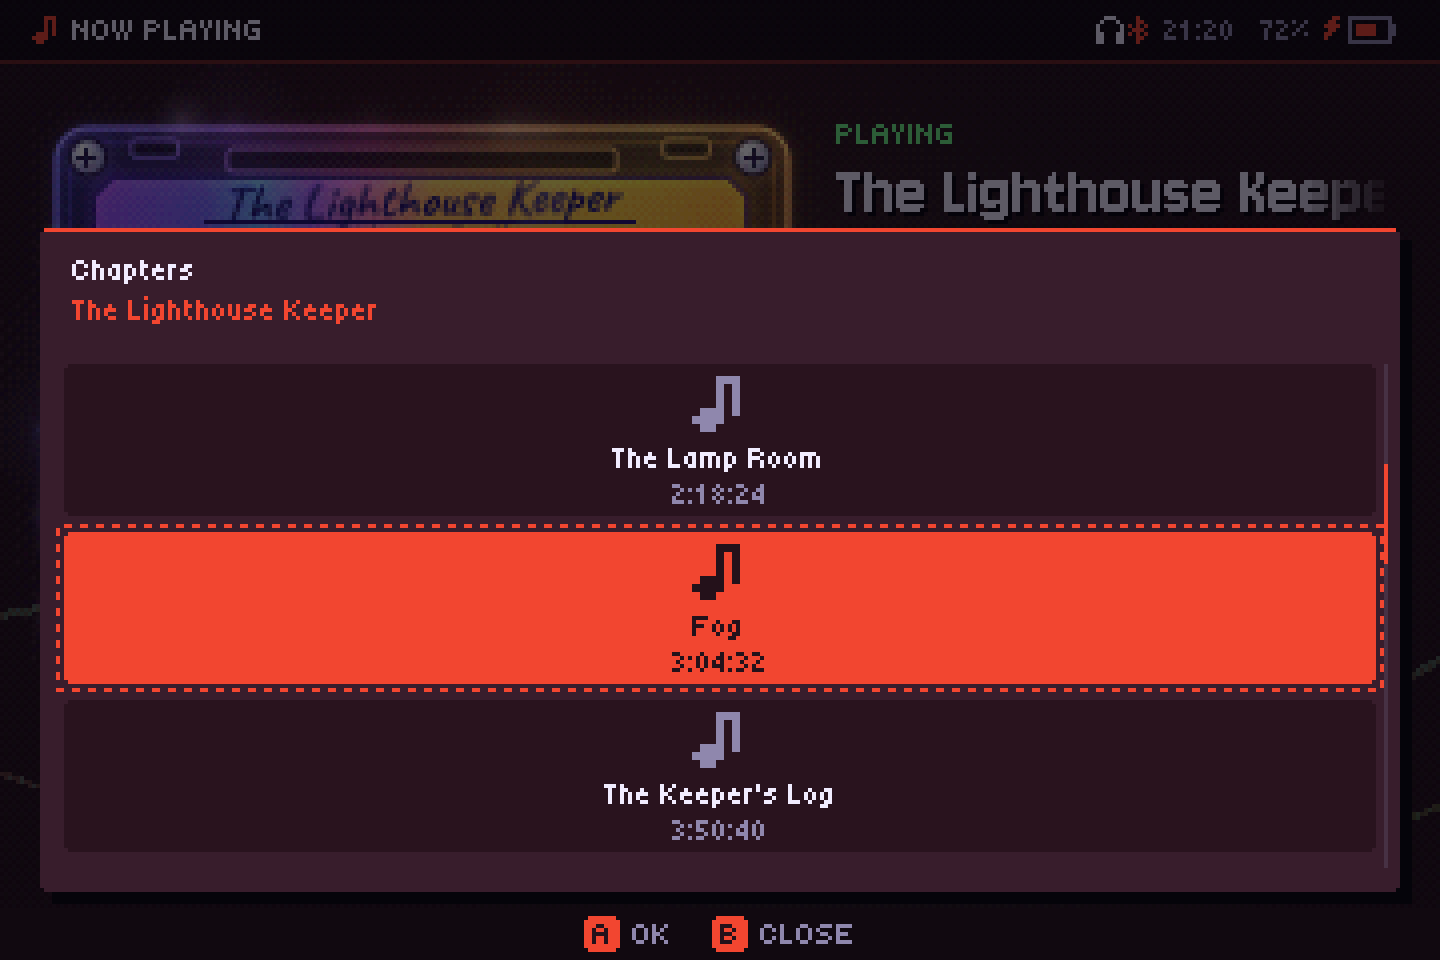 NOW PLAYING
21:20 72%
PLAYING
The Lighthouse Keeper
The Lighthouse Keepe
Chapters
The Lighthouse Keeper
The Lamp Room
2:18:24
Fog
3:04:32
The Keeper's Log
3:50:40
A OK B CLOSE